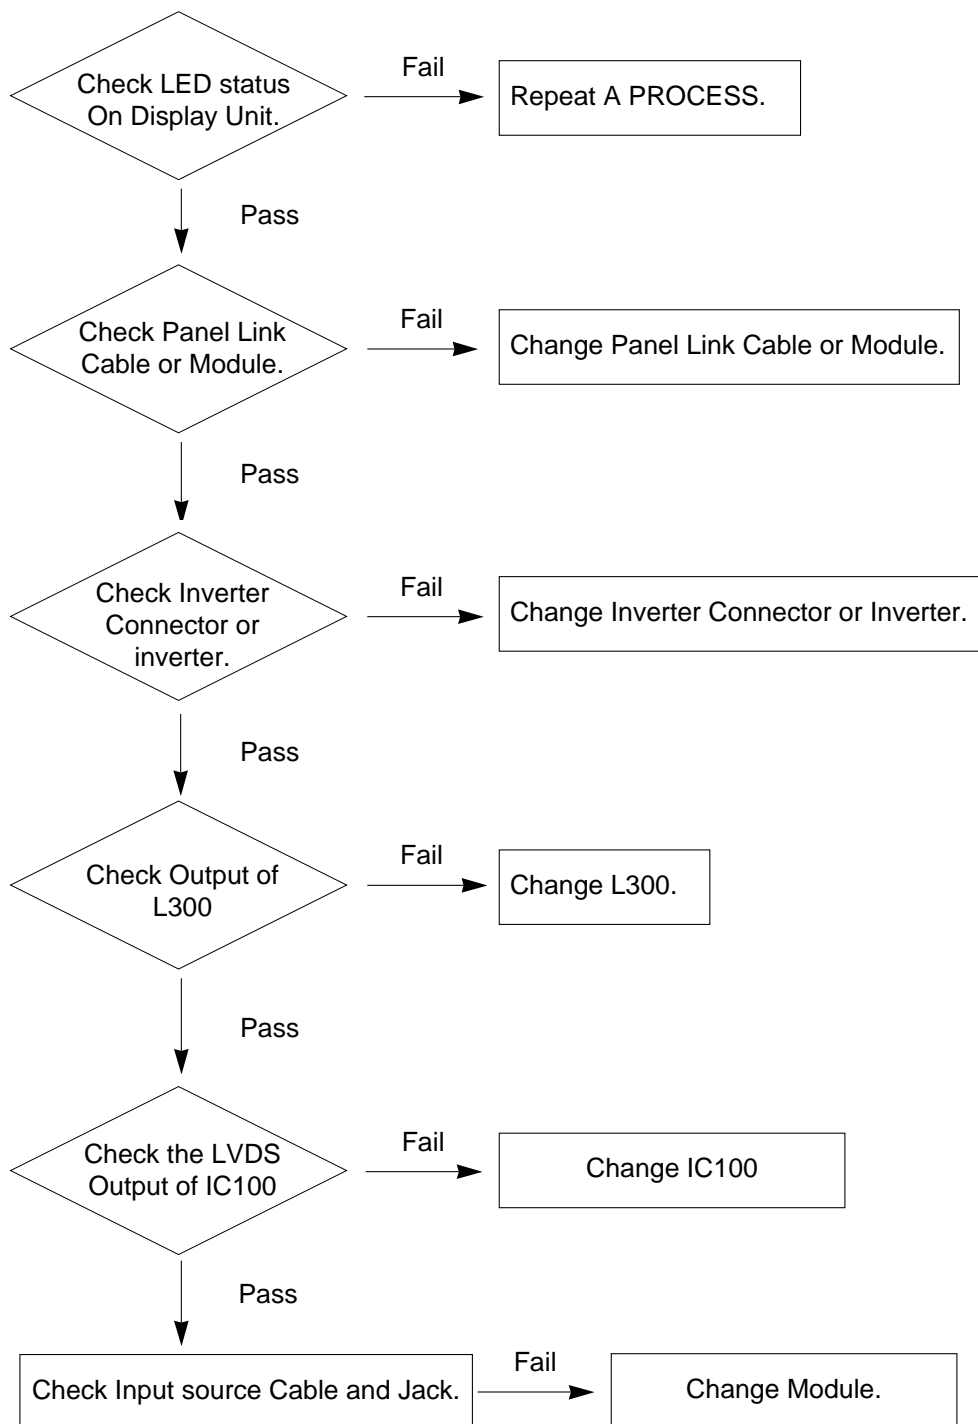 Check LED status
On Display Unit.
Fail
Repeat A PROCESS.
Pass
Check Panel Link
Cable or Module.
Fail
Change Panel Link Cable or Module.
Pass
Check Inverter
Connector or
inverter.
Fail
Change Inverter Connector or Inverter.
Pass
Check Output of
L300
Fail
Change L300.
Pass
Check the LVDS
Output of IC100
Fail
Change IC100
Pass
Check Input source Cable and Jack.
Fail
Change Module.